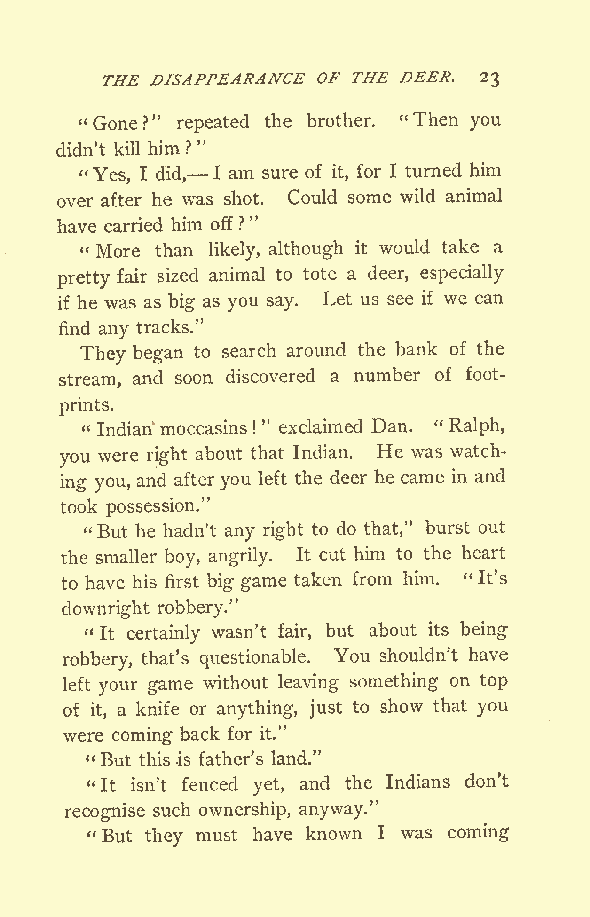 THE DISAPPEARANCE OF THE DEER. 23
"Gone?" repeated the brother. "Then you
didn't kill him?"
"Yes, I did,—I am sure of it, for I turned him
over after he was shot. Could some wild animal
have carried him off?"
"More than likely, although it would take a
pretty fair sized animal to tote a deer, especially
if he was as big as you say. Let us see if we can
find any tracks."
They began to search around the bank of the
stream, and soon discovered a number of foot-
prints.
"Indian moccasins!" exclaimed Dan. "Ralph,
you were right about that Indian. He was watch-
ing you, and after you left the deer he came in and
took possession."
"But he hadn't any right to do that," burst out
the smaller boy, angrily. It cut him to the heart
to have his first big game taken from him. "It's
downright robbery."
"It certainly wasn't fair, but about its being
robbery, that's questionable. You shouldn't have
left your game without leaving something on top
of it, a knife or anything, just to show that you
were coming back for it."
"But this is father's land."
"It isn't fenced yet, and the Indians don't
recognise such ownership, anyway."
"But they must have known I was coming